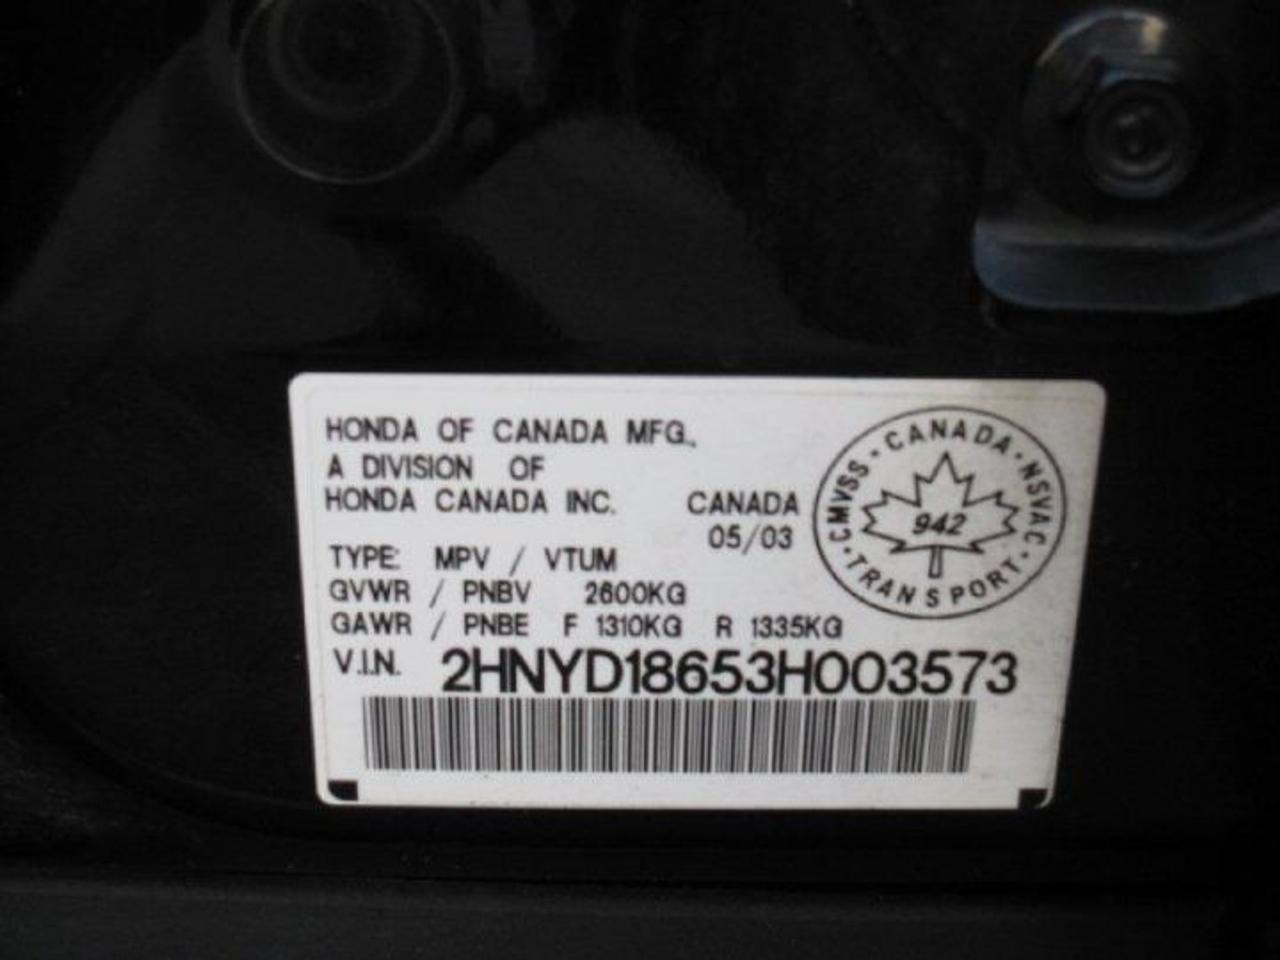 HONDA OF CANADA MFG.,
A DIVISION OF
HONDA CANADA INC. CANADA
05/03
TYPE: MPV / VTUM
GVWR / PNBV 2600KG
GAWR / PNBE F 1310KG R 1335KG
V.I.N. 2HNYD18653H003573
CMVSS · CANADA · NSVAC ·
TRANSPORT ·
942